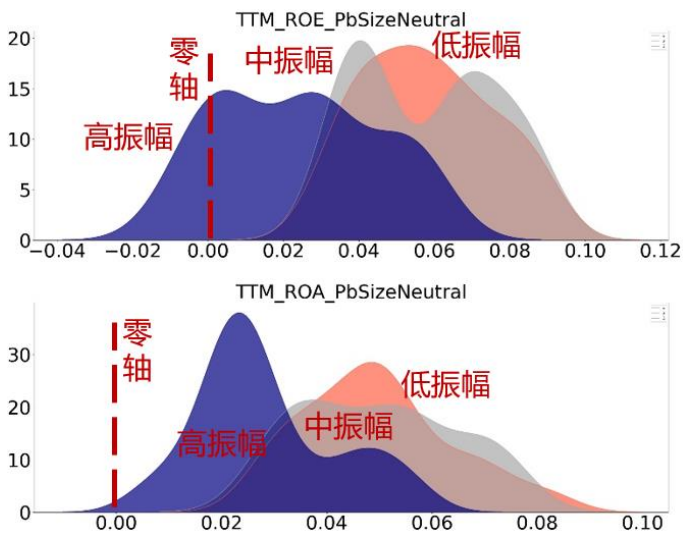 TTM_ROE_PbSizeNeutral
20
15
10
5
0
零
轴
高振幅
中振幅
低振幅
−0.04 −0.02 0.00 0.02 0.04 0.06 0.08 0.10 0.12
TTM_ROA_PbSizeNeutral
30
20
10
0
零
轴
高振幅
中振幅
低振幅
0.00 0.02 0.04 0.06 0.08 0.10